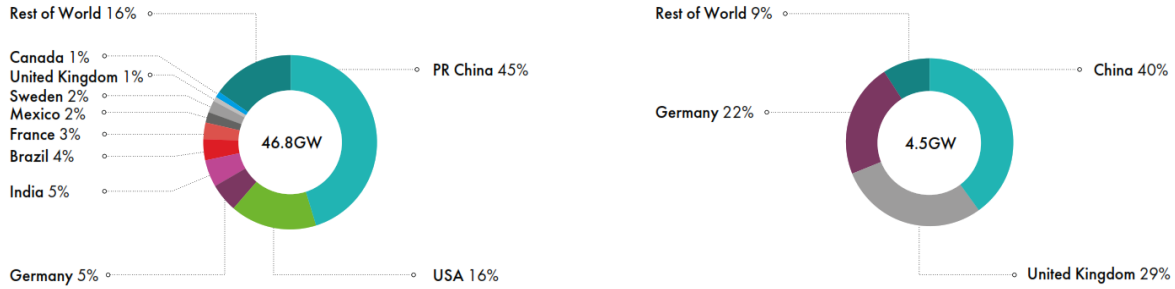 Rest of World 16%
Canada 1%
United Kingdom 1%
Sweden 2%
Mexico 2%
France 3%
Brazil 4%
India 5%
Germany 5%
46.8GW
PR China 45%
USA 16%
Rest of World 9%
Germany 22%
4.5GW
China 40%
United Kingdom 29%